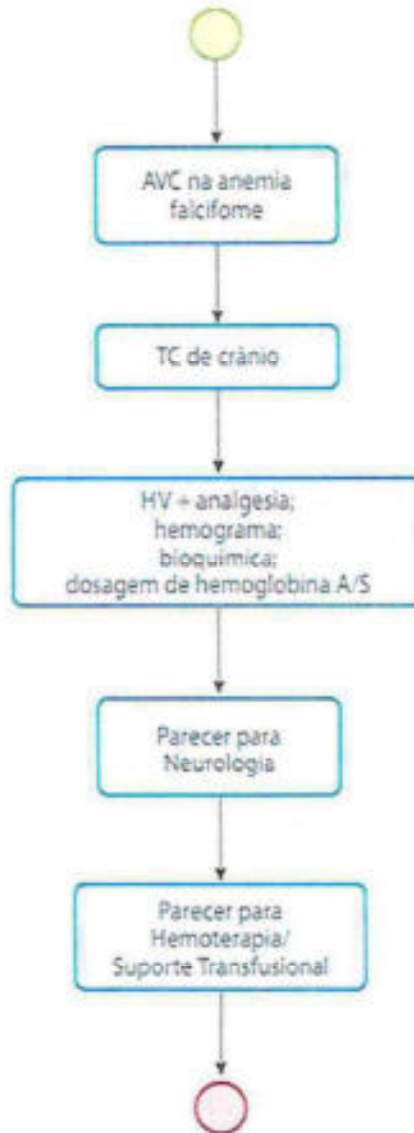 AVC na anemia
falcifome
TC de crânio
HV + analgesia;
hemograma;
bioquímica;
dosagem de hemoglobina A/S
Parecer para
Neurologia
Parecer para
Hemoterapia/
Suporte Transfusional